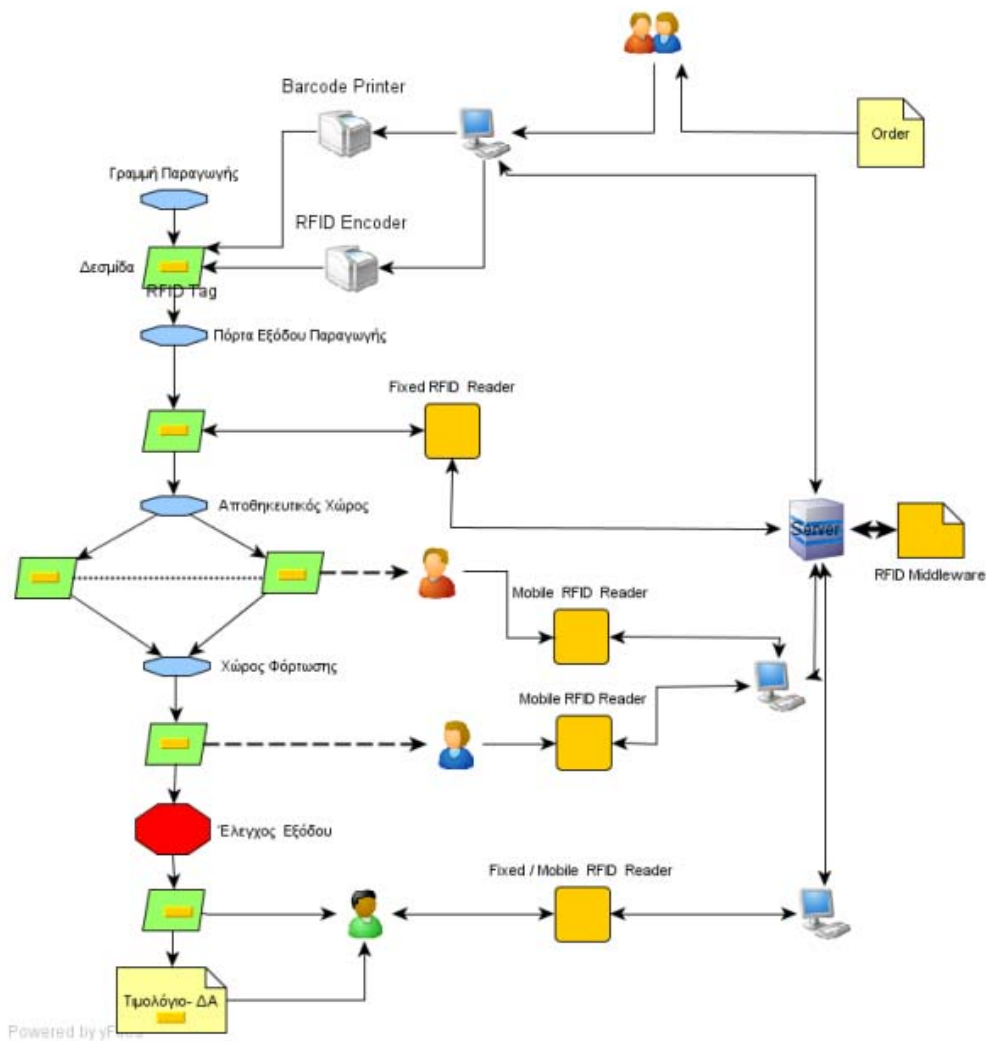 Barcode Printer
Order
Γραμμή Παραγωγής
RFID Encoder
Δεσμίδα
RFID Tag
Πόρτα Εξόδου Παραγωγής
Fixed RFID Reader
Αποθηκευτικός Χώρος
Server
RFID Middleware
Mobile RFID Reader
Χώρος Φόρτωσης
Mobile RFID Reader
Έλεγχος Εξόδου
Fixed / Mobile RFID Reader
Τιμολόγιο- ΔΑ
Powered by yFiles